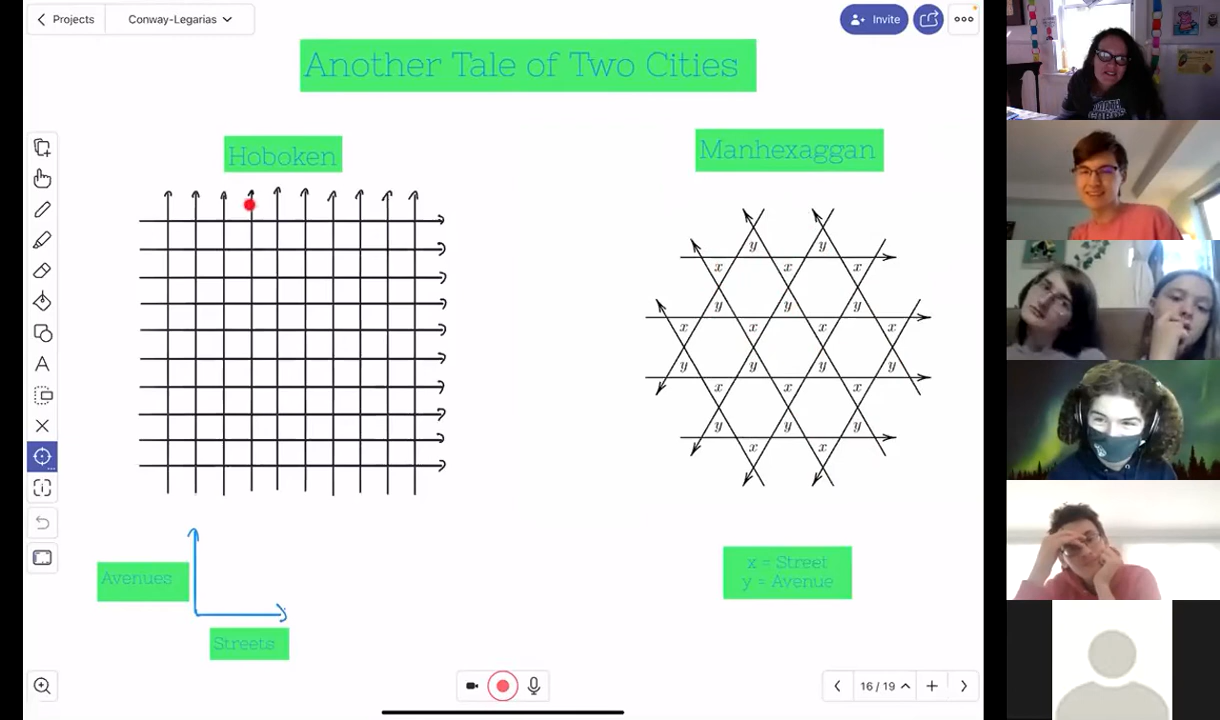 Projects
Conway-Legarias
Invite
Another Tale of Two Cities
Hoboken
Manhexaggan
y y
x x x
y y y
x x x x
y y y y
x x x
y y y
x x
Avenues
Streets
x = Street
y = Avenue
A
16 / 19